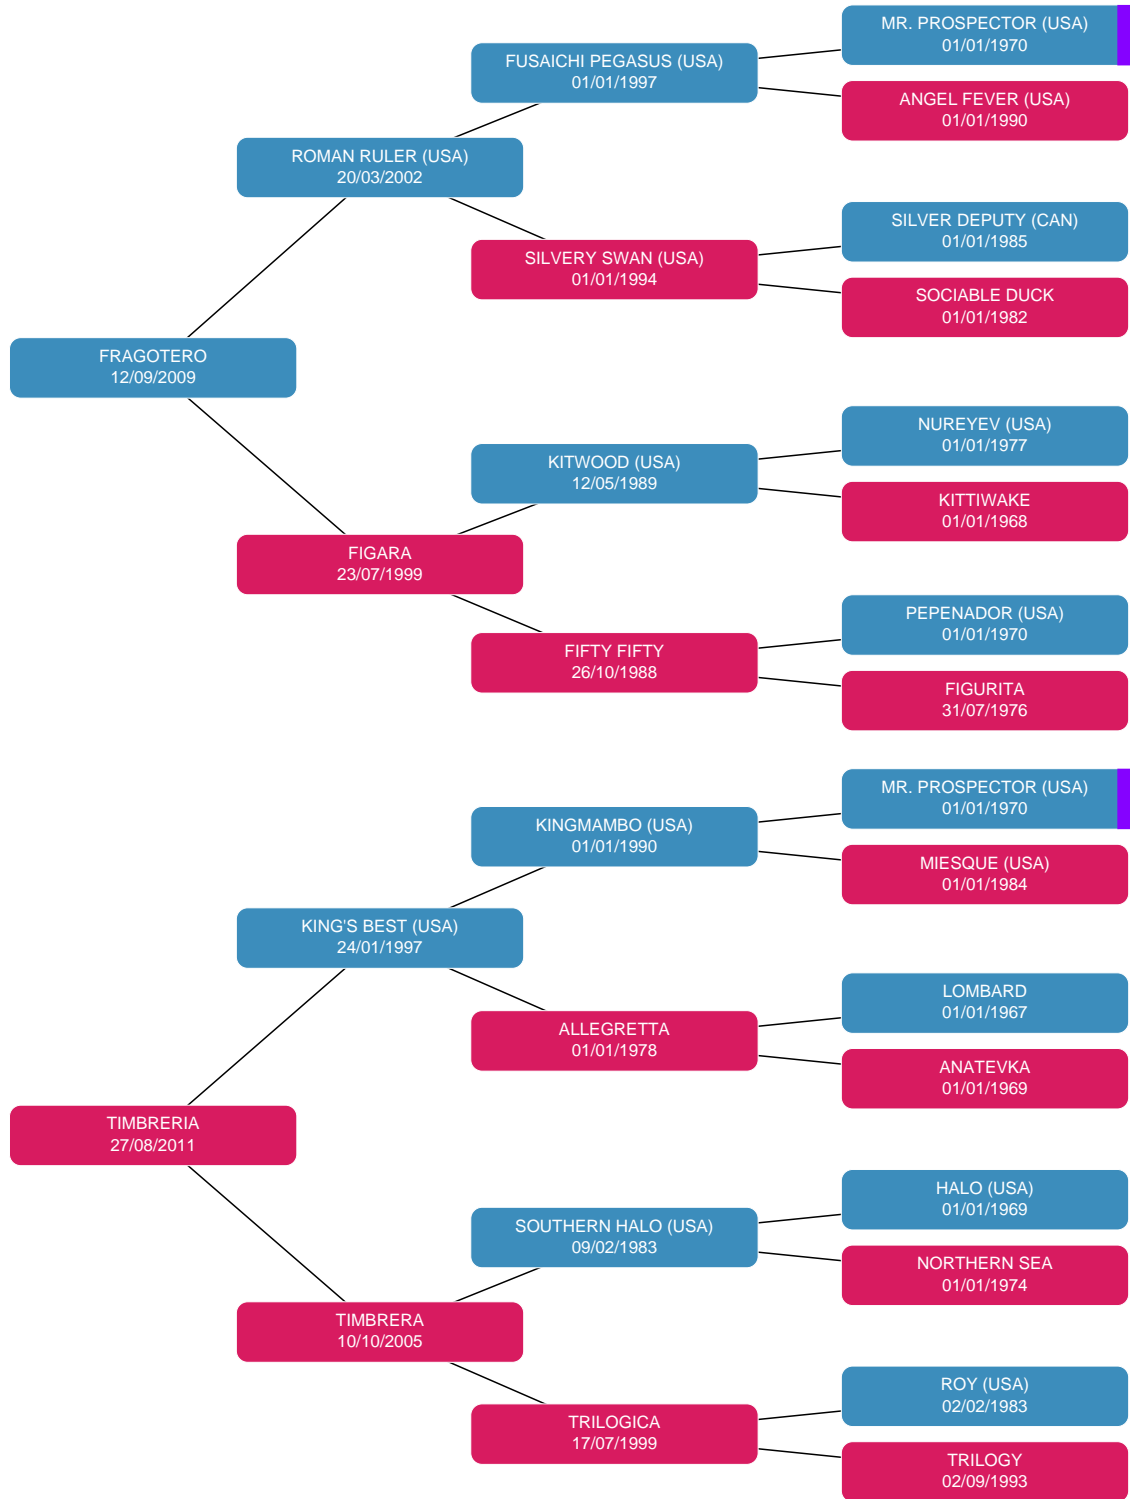 MR. PROSPECTOR (USA)
01/01/1970
FUSAICHI PEGASUS (USA)
01/01/1997
ANGEL FEVER (USA)
01/01/1990
ROMAN RULER (USA)
20/03/2002
SILVER DEPUTY (CAN)
01/01/1985
SILVERY SWAN (USA)
01/01/1994
SOCIABLE DUCK
01/01/1982
FRAGOTERO
12/09/2009
NUREYEV (USA)
01/01/1977
KITWOOD (USA)
12/05/1989
KITTIWAKE
01/01/1968
FIGARA
23/07/1999
PEPENADOR (USA)
01/01/1970
FIFTY FIFTY
26/10/1988
FIGURITA
31/07/1976
MR. PROSPECTOR (USA)
01/01/1970
KINGMAMBO (USA)
01/01/1990
MIESQUE (USA)
01/01/1984
KING'S BEST (USA)
24/01/1997
LOMBARD
01/01/1967
ALLEGRETTA
01/01/1978
ANATEVKA
01/01/1969
TIMBRERIA
27/08/2011
HALO (USA)
01/01/1969
SOUTHERN HALO (USA)
09/02/1983
NORTHERN SEA
01/01/1974
TIMBRERA
10/10/2005
ROY (USA)
02/02/1983
TRILOGICA
17/07/1999
TRILOGY
02/09/1993